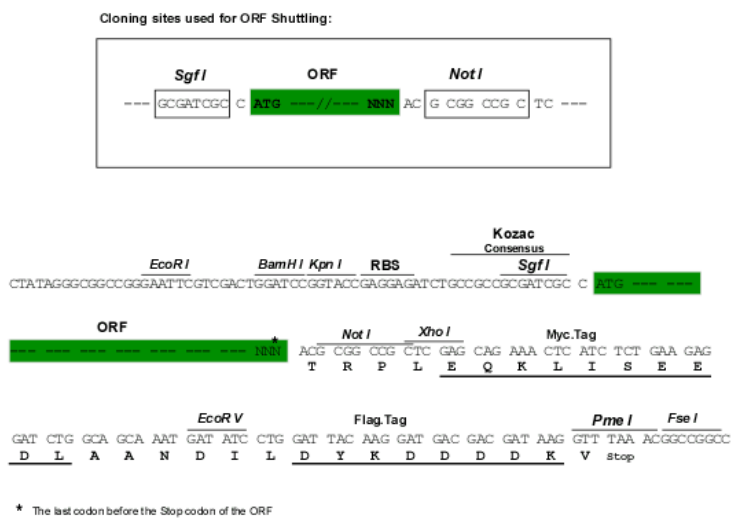 Cloning sites used for ORF Shuttling:
Sgf I ORF Not I
--- GCGATCGC C ATG ---//--- NNN AC G CGG CCG C TC ---
Kozac
Consensus
EcoR I BamH I Kpn I RBS Sgf I
CTATAGGGCGGCCGGGAATTCGTCGACTGGATCCGGTACCGAGGAGATCTGCCGCCGCGATCGC C ATG --- ---
ORF Not I Xho I Myc.Tag
--- --- --- --- --- --- --- --- NNN* ACG CGG CCG CTC GAG CAG AAA CTC ATC TCT GAA GAG
T R P L E Q K L I S E E
EcoR V Flag.Tag Pme I Fse I
GAT CTG GCA GCA AAT GAT ATC CTG GAT TAC AAG GAT GAC GAC GAT AAG GTT TAA ACGGCCGGCC
D L A A N D I L D Y K D D D D K V Stop
* The last codon before the Stop codon of the ORF